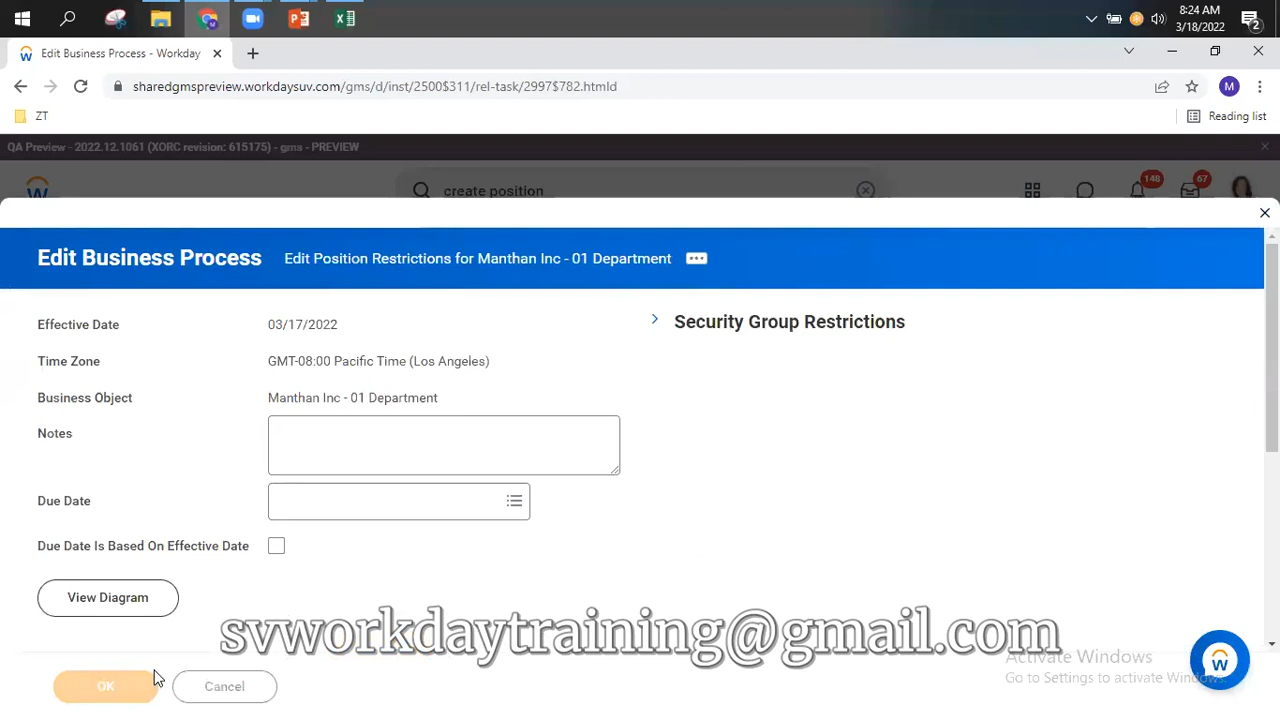 8:24 AM
3/18/2022
2
Edit Business Process - Workday
sharedgmspreview.workdaysuv.com/gms/d/inst/2500$311/rel-task/2997$782.htmld
M
ZT
Reading list
QA Preview - 2022.12.1061 (XORC revision: 615175) - gms - PREVIEW
create position
148
67
Edit Business Process
Edit Position Restrictions for Manthan Inc - 01 Department
Effective Date
03/17/2022
Security Group Restrictions
Time Zone
GMT-08:00 Pacific Time (Los Angeles)
Business Object
Manthan Inc - 01 Department
Notes
Due Date
Due Date Is Based On Effective Date
View Diagram
svworkdaytraining@gmail.com
Activate Windows
Go to Settings to activate Windows.
OK
Cancel